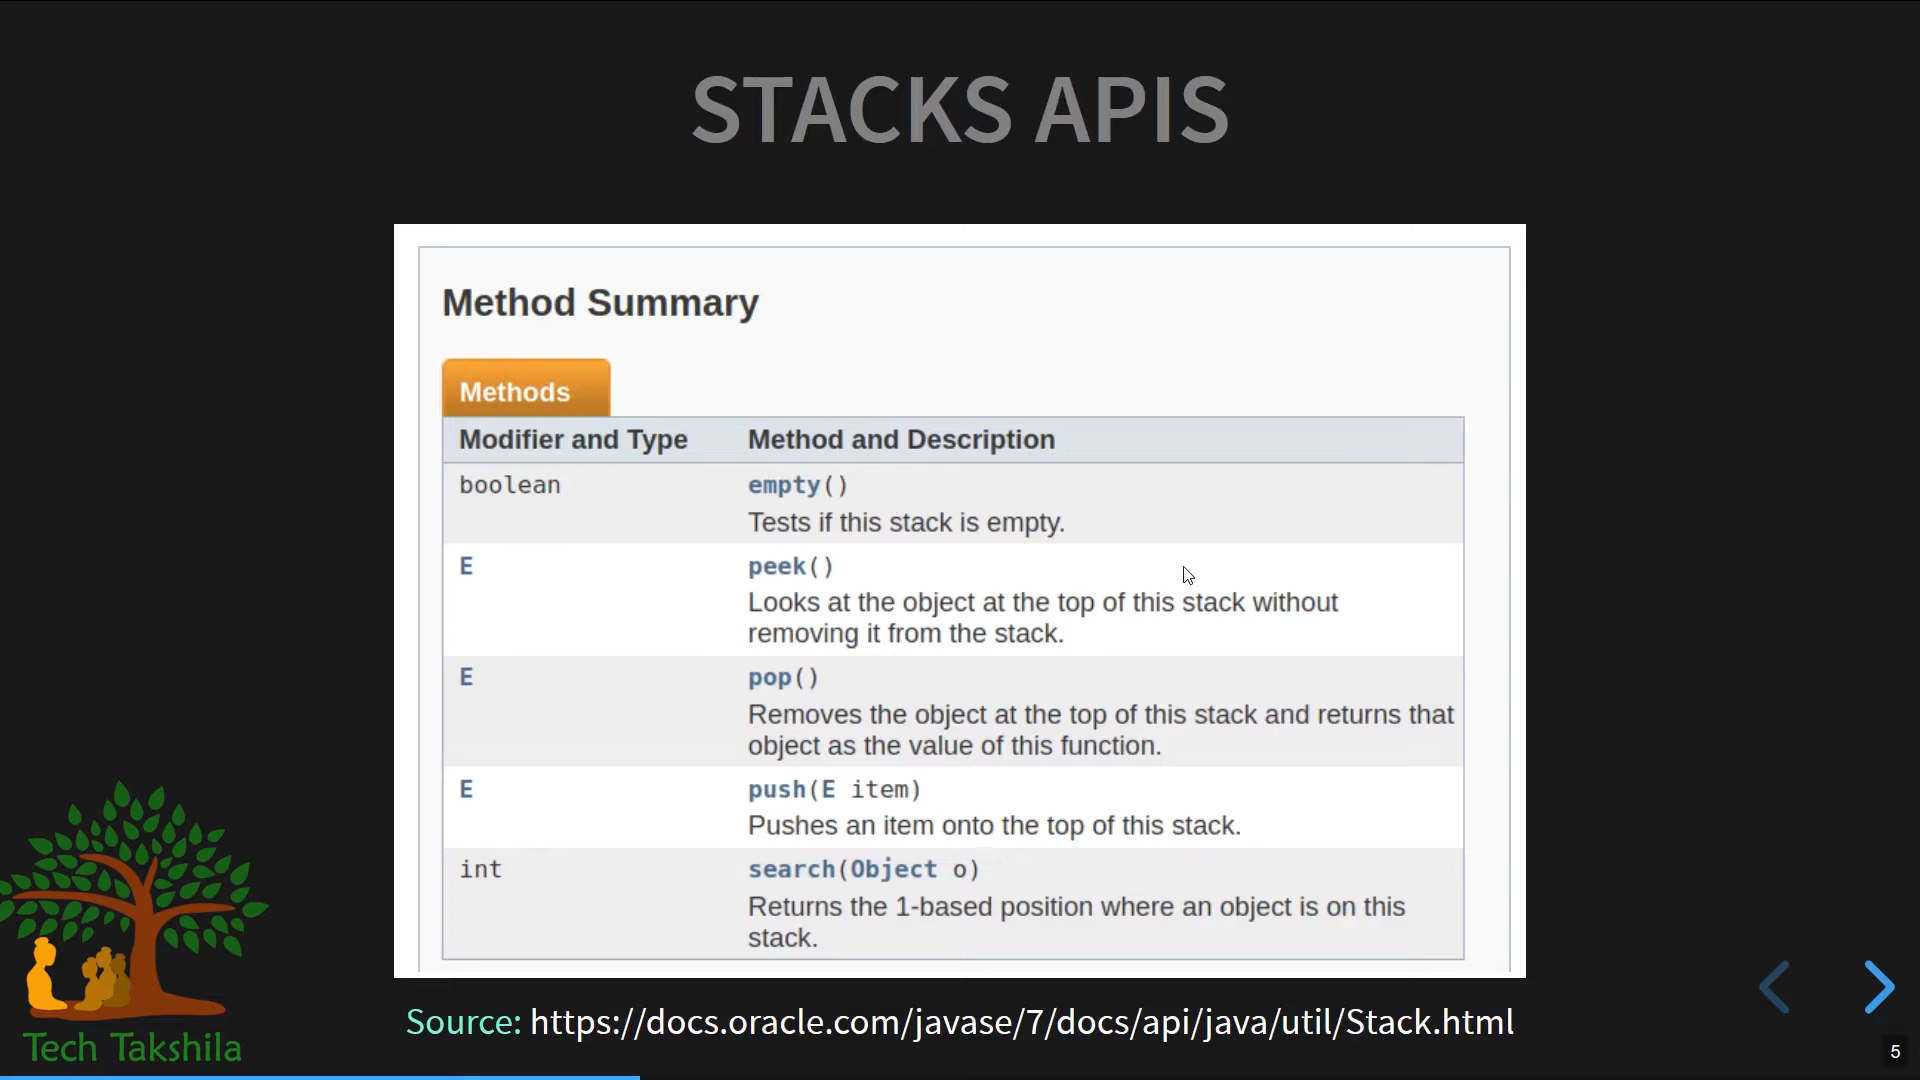 STACKS APIS
Method Summary
Methods
Modifier and Type Method and Description
boolean empty()
Tests if this stack is empty.
E peek()
Looks at the object at the top of this stack without
removing it from the stack.
E pop()
Removes the object at the top of this stack and returns that
object as the value of this function.
E push(E item)
Pushes an item onto the top of this stack.
int search(Object o)
Returns the 1-based position where an object is on this
stack.
Source: https://docs.oracle.com/javase/7/docs/api/java/util/Stack.html
Tech Takshila
5